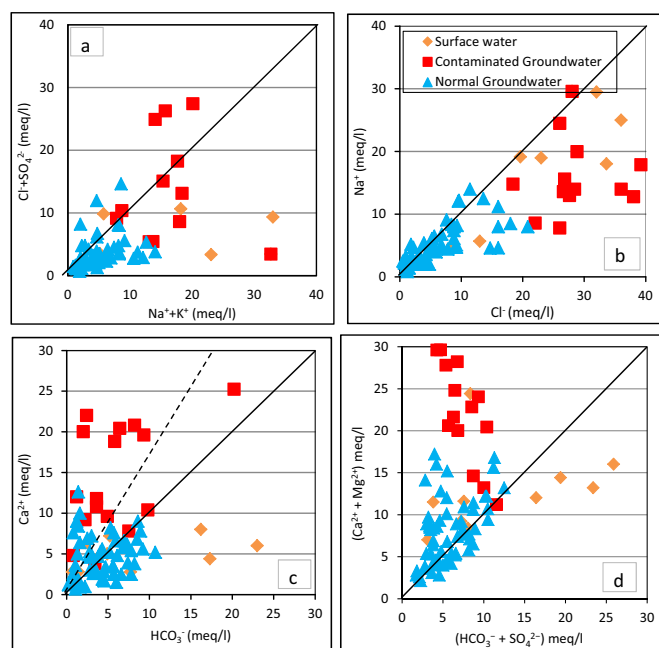 a
40
30
20
10
0
0 10 20 30 40
Cl⁻+SO₄²⁻ (meq/l)
Na⁺+K⁺ (meq/l)
Surface water
Contaminated Groundwater
Normal Groundwater
40
30
20
10
0
0 10 20 30 40
Na⁺ (meq/l)
Cl⁻ (meq/l)
b
30
25
20
15
10
5
0
0 5 10 15 20 25 30
Ca²⁺ (meq/l)
HCO₃⁻ (meq/l)
c
30
25
20
15
10
5
0
0 5 10 15 20 25 30
(Ca²⁺ + Mg²⁺) meq/l
(HCO₃⁻ + SO₄²⁻) meq/l
d